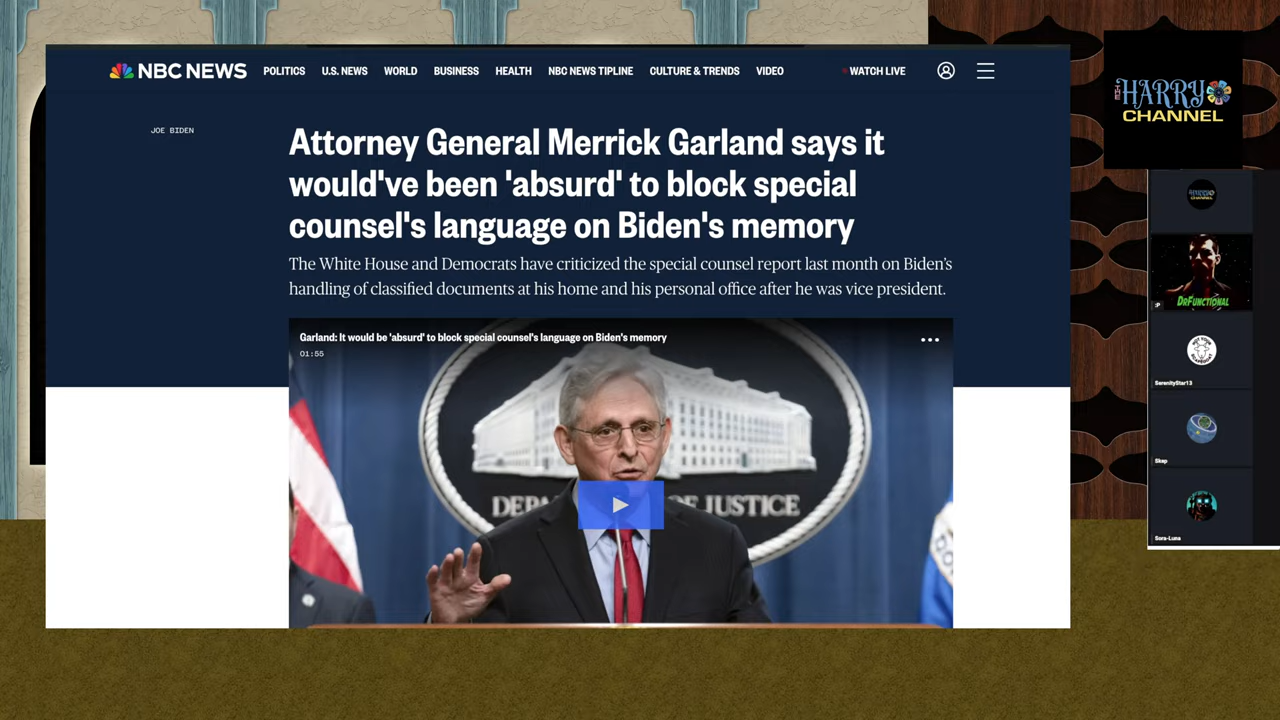 NBC NEWS
POLITICS
U.S. NEWS
WORLD
BUSINESS
HEALTH
NBC NEWS TIPLINE
CULTURE & TRENDS
VIDEO
WATCH LIVE
JOE BIDEN
Attorney General Merrick Garland says it
would've been 'absurd' to block special
counsel's language on Biden's memory
The White House and Democrats have criticized the special counsel report last month on Biden's
handling of classified documents at his home and his personal office after he was vice president.
Garland: It would be 'absurd' to block special counsel's language on Biden's memory
01:55
THE HARRY
CHANNEL
DRFUNCTIONAL
SerenityStar13
Skep
Sora-Luna